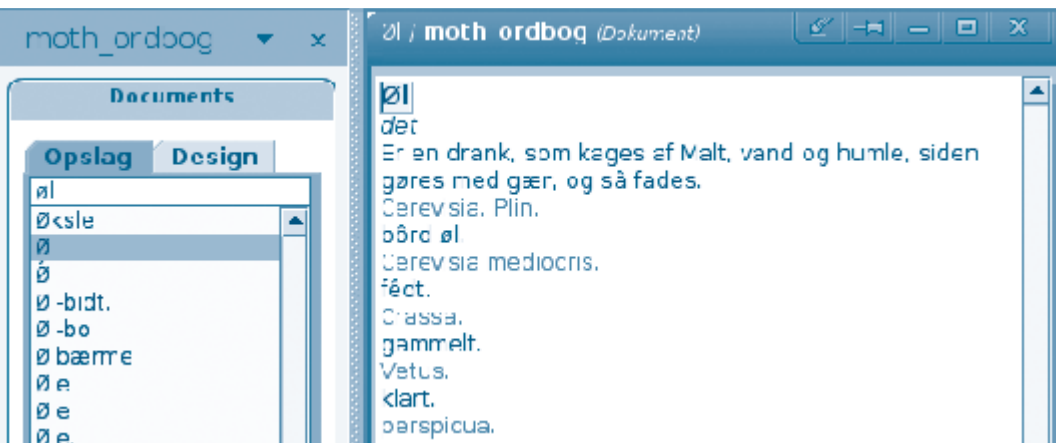 moth_ordbog
Documents
Opslag Design
øl
Øksle
Ø
Ǿ
Ø -bidt.
Ø -bo
Ø bærme
Ø e
Ø e
Ø e.
Øl / moth ordbog (Dokument)
Øl
det
Er en drank, som kages af Malt, vand og humle, siden
gøres med gær, og så fades.
Cerevisia. Plin.
bôrd øl.
Cerevisia mediocris.
féct.
Crassa.
gammelt.
Vetus.
klart.
perspicua.